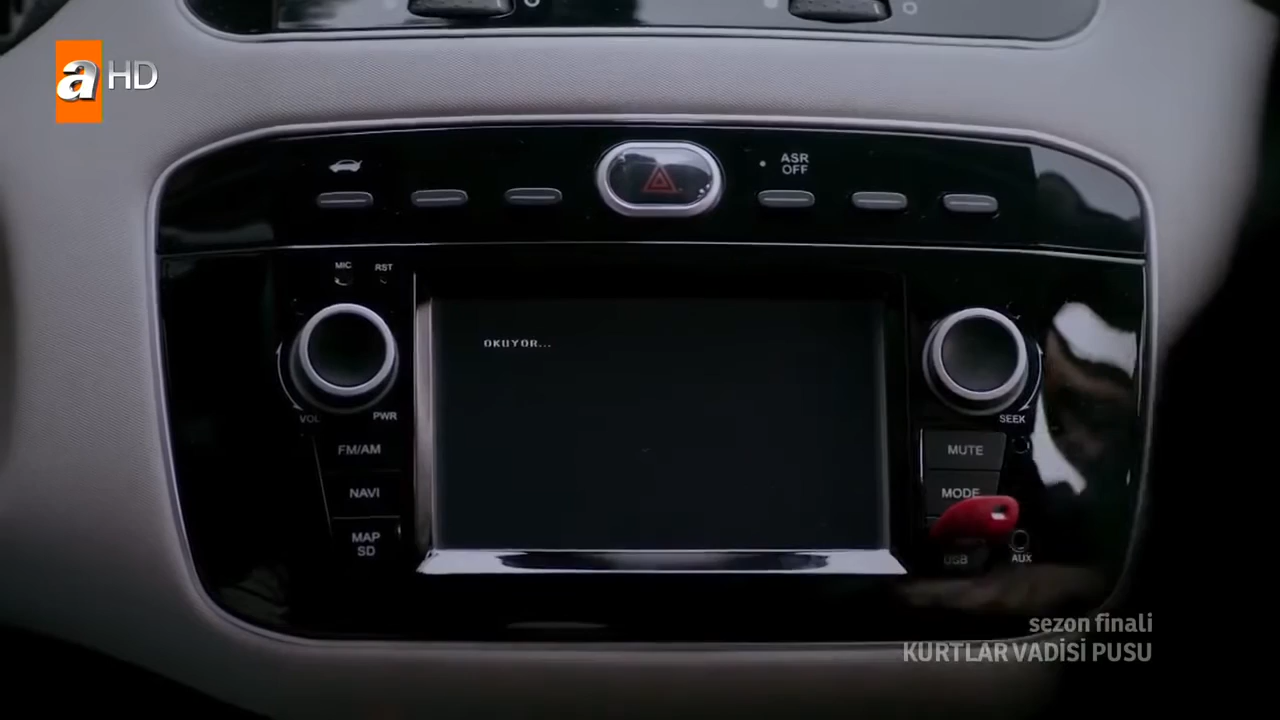 a HD
ASR
OFF
MIC
RST
OKUYOR...
VOL
PWR
SEEK
FM/AM
MUTE
NAVI
MODE
MAP
SD
USB
AUX
sezon finali
KURTLAR VADİSİ PUSU